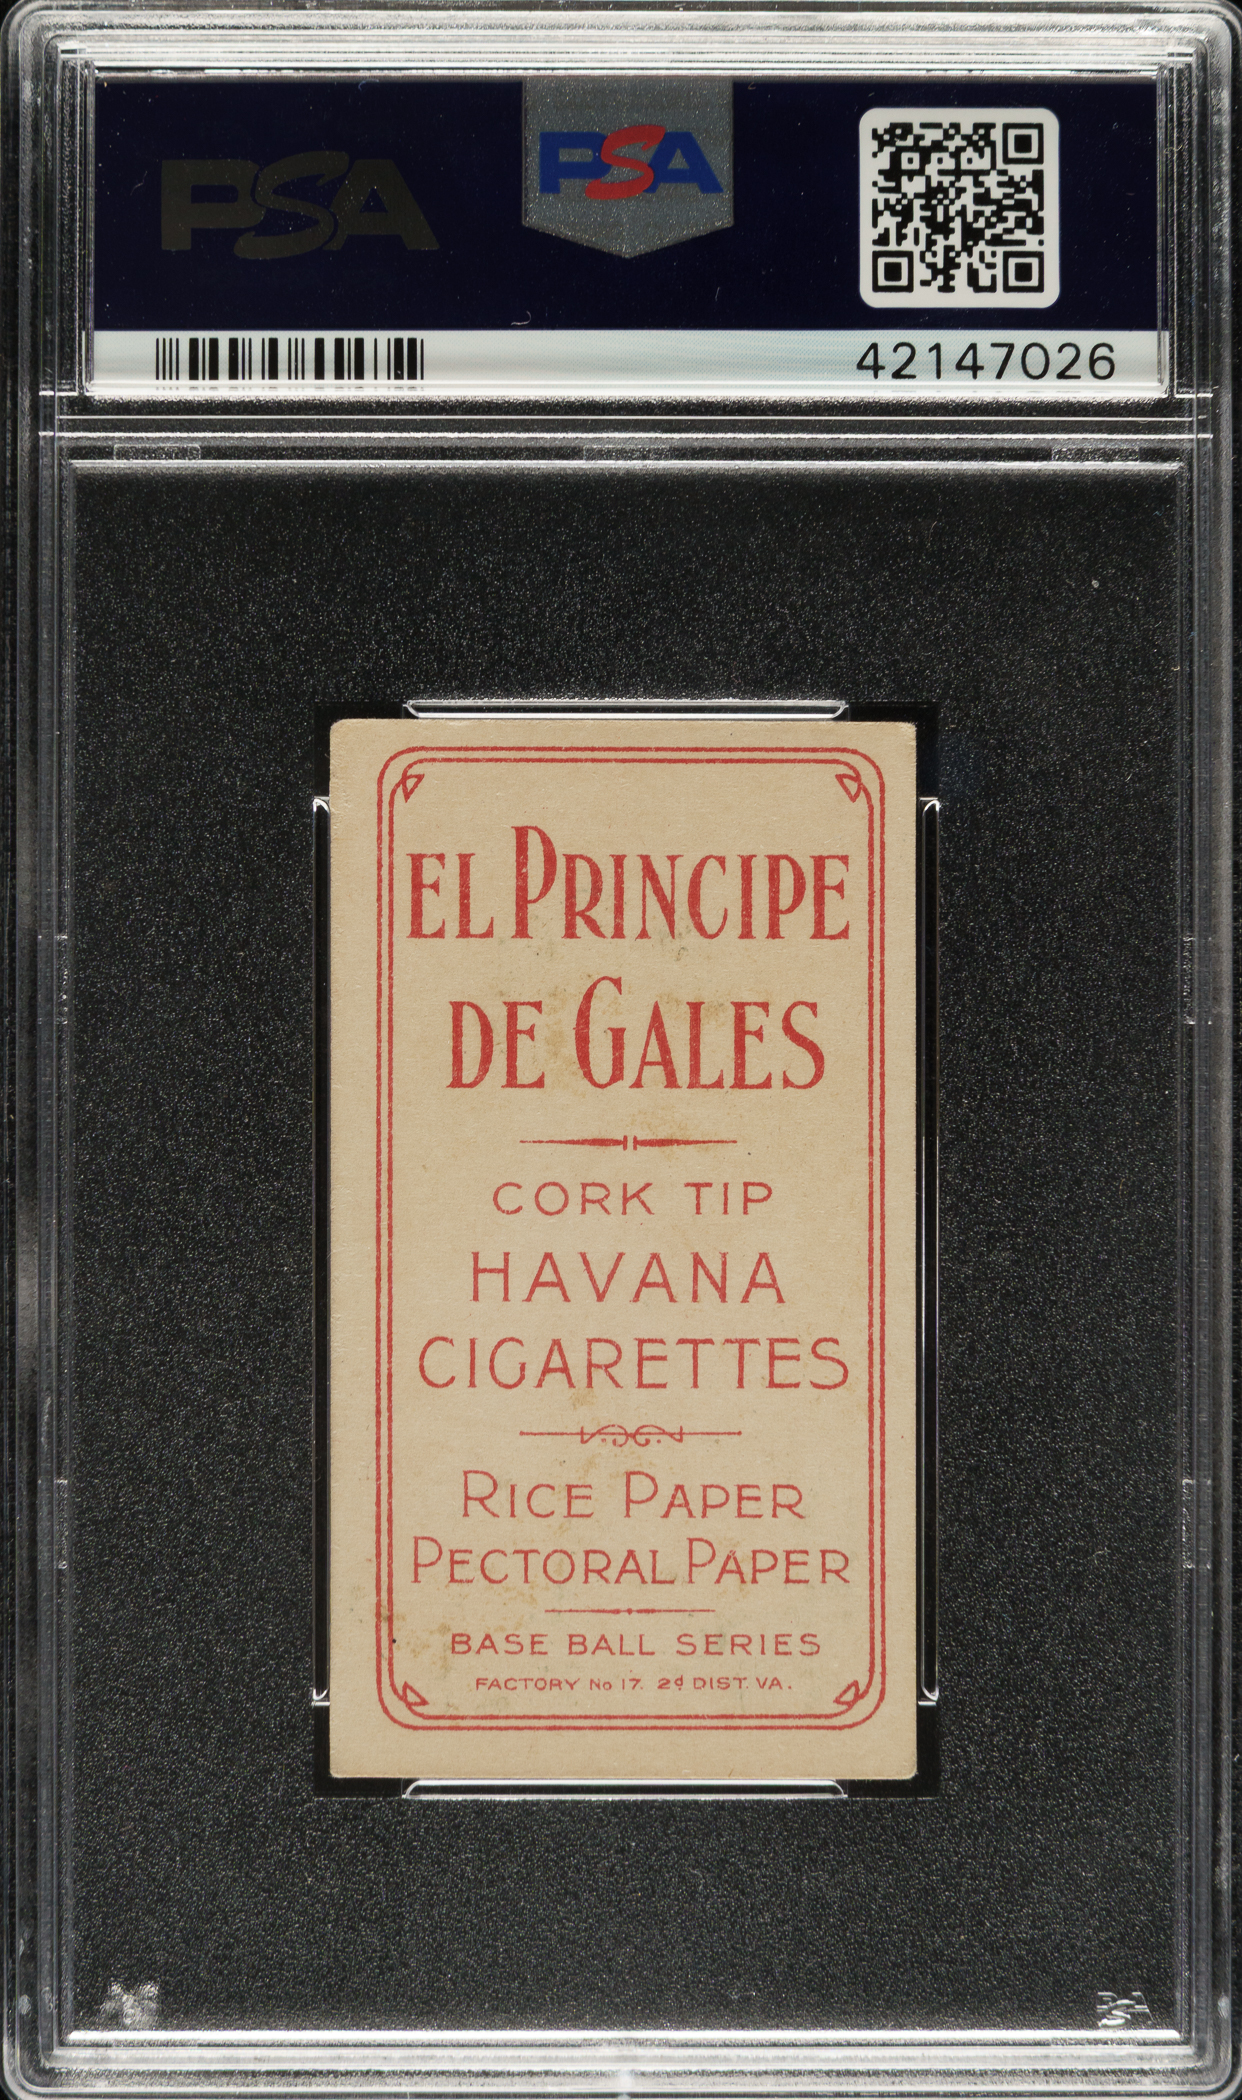 PSA
PSA
42147026
EL PRINCIPE
DE GALES
CORK TIP
HAVANA
CIGARETTES
RICE PAPER
PECTORAL PAPER
BASE BALL SERIES
FACTORY No 17. 2d DIST. VA.
PSA